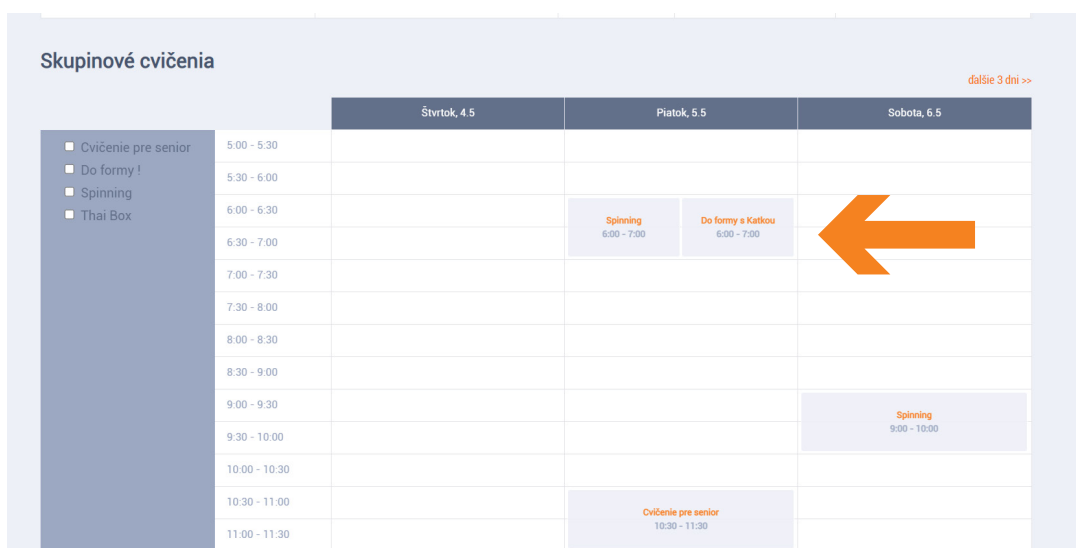 Skupinové cvičenia
ďalšie 3 dni >>
Štvrtok, 4.5 Piatok, 5.5 Sobota, 6.5
Cvičenie pre senior
Do formy !
Spinning
Thai Box
5:00 - 5:30
5:30 - 6:00
6:00 - 6:30
6:30 - 7:00
7:00 - 7:30
7:30 - 8:00
8:00 - 8:30
8:30 - 9:00
9:00 - 9:30
9:30 - 10:00
10:00 - 10:30
10:30 - 11:00
11:00 - 11:30
Spinning
6:00 - 7:00
Do formy s Katkou
6:00 - 7:00
Spinning
9:00 - 10:00
Cvičenie pre senior
10:30 - 11:30